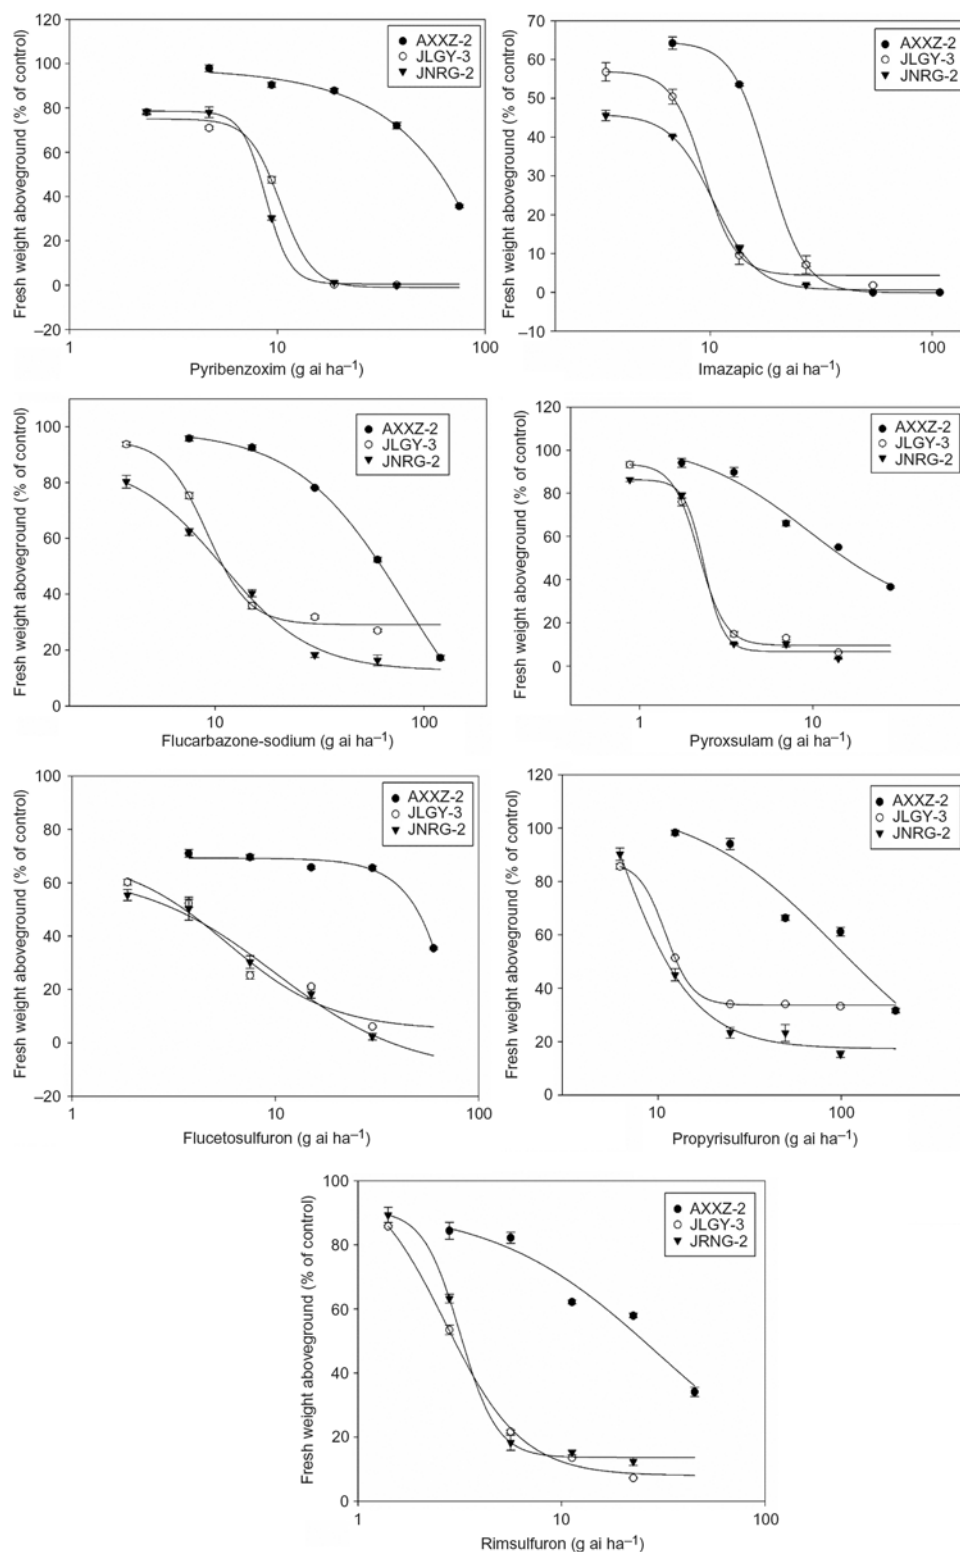 Fresh weight aboveground (% of control)
120
100
80
60
40
20
0
–20
AXXZ-2
JLGY-3
JNRG-2
1
10
100
Pyribenzoxim (g ai ha–1)
Fresh weight aboveground (% of control)
70
60
50
40
30
20
10
0
–10
AXXZ-2
JLGY-3
JNRG-2
10
100
Imazapic (g ai ha–1)
Fresh weight aboveground (% of control)
100
80
60
40
20
0
AXXZ-2
JLGY-3
JNRG-2
10
100
Flucarbazone-sodium (g ai ha–1)
Fresh weight aboveground (% of control)
120
100
80
60
40
20
0
AXXZ-2
JLGY-3
JNRG-2
1
10
Pyroxsulam (g ai ha–1)
Fresh weight aboveground (% of control)
100
80
60
40
20
0
–20
AXXZ-2
JLGY-3
JNRG-2
1
10
100
Flucetosulfuron (g ai ha–1)
Fresh weight aboveground (% of control)
120
100
80
60
40
20
0
AXXZ-2
JLGY-3
JNRG-2
10
100
Propyrisulfuron (g ai ha–1)
Fresh weight aboveground (% of control)
100
80
60
40
20
0
AXXZ-2
JLGY-3
JRNG-2
1
10
100
Rimsulfuron (g ai ha–1)